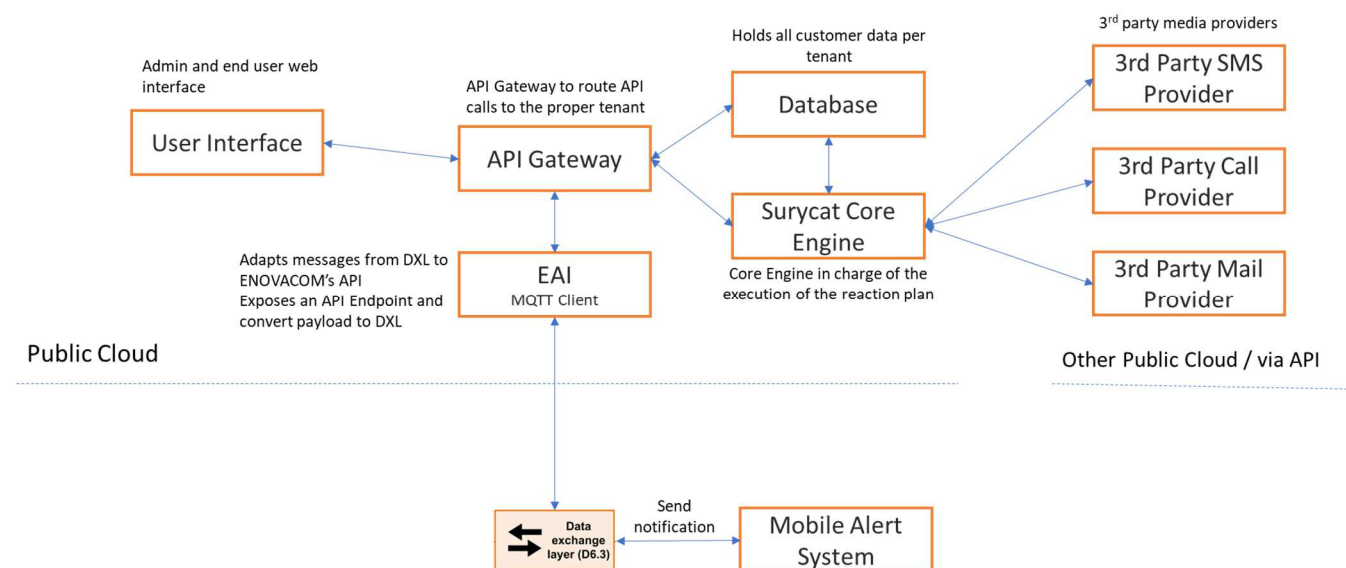 3rd party media providers
Holds all customer data per
tenant
3rd Party SMS
Provider
Admin and end user web
interface
API Gateway to route API
calls to the proper tenant
Database
User Interface
API Gateway
3rd Party Call
Provider
Surycat Core
Engine
Adapts messages from DXL to
ENOVACOM's API
Exposes an API Endpoint and
convert payload to DXL
EAI
MQTT Client
Core Engine in charge of the
execution of the reaction plan
3rd Party Mail
Provider
Public Cloud
Other Public Cloud / via API
Data
exchange
layer (D6.3)
Send
notification
Mobile Alert
System